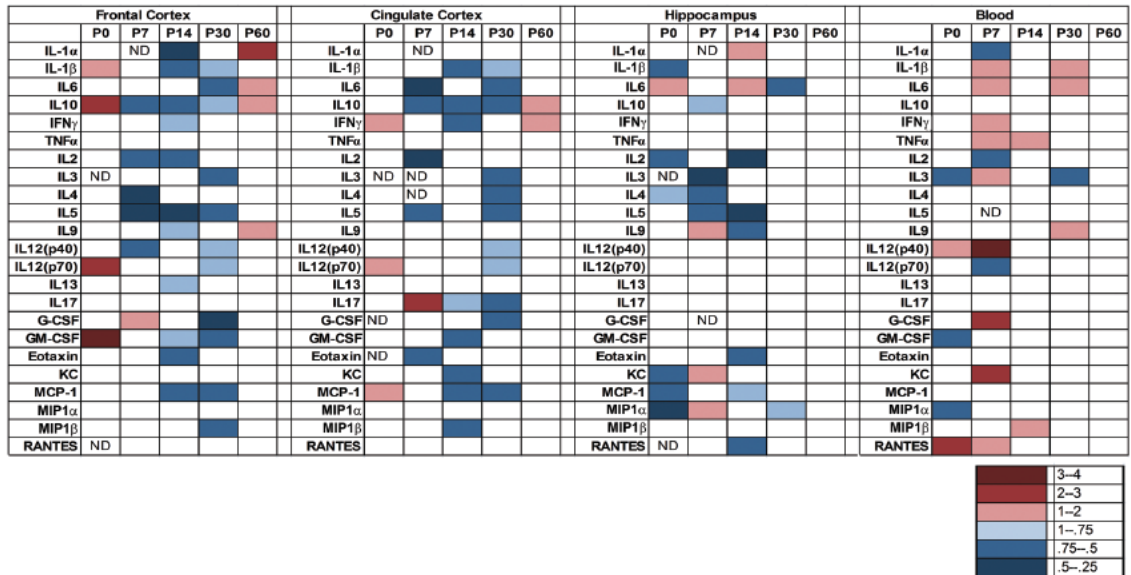 Frontal Cortex Cingulate Cortex Hippocampus Blood
P0 P7 P14 P30 P60 P0 P7 P14 P30 P60 P0 P7 P14 P30 P60 P0 P7 P14 P30 P60
IL-1α ND IL-1α ND IL-1α ND IL-1α
IL-1β IL-1β IL-1β IL-1β
IL6 IL6 IL6 IL6
IL10 IL10 IL10 IL10
IFNγ IFNγ IFNγ IFNγ
TNFα TNFα TNFα TNFα
IL2 IL2 IL2 IL2
IL3 ND IL3 ND ND IL3 ND IL3
IL4 IL4 ND IL4 IL4
IL5 IL5 IL5 IL5 ND
IL9 IL9 IL9 IL9
IL12(p40) IL12(p40) IL12(p40) IL12(p40)
IL12(p70) IL12(p70) IL12(p70) IL12(p70)
IL13 IL13 IL13 IL13
IL17 IL17 IL17 IL17
G-CSF G-CSF ND G-CSF ND G-CSF
GM-CSF GM-CSF GM-CSF GM-CSF
Eotaxin Eotaxin ND Eotaxin Eotaxin
KC KC KC KC
MCP-1 MCP-1 MCP-1 MCP-1
MIP1α MIP1α MIP1α MIP1α
MIP1β MIP1β MIP1β MIP1β
RANTES ND RANTES RANTES ND RANTES
3--4
2--3
1--2
1--.75
.75--.5
.5--.25